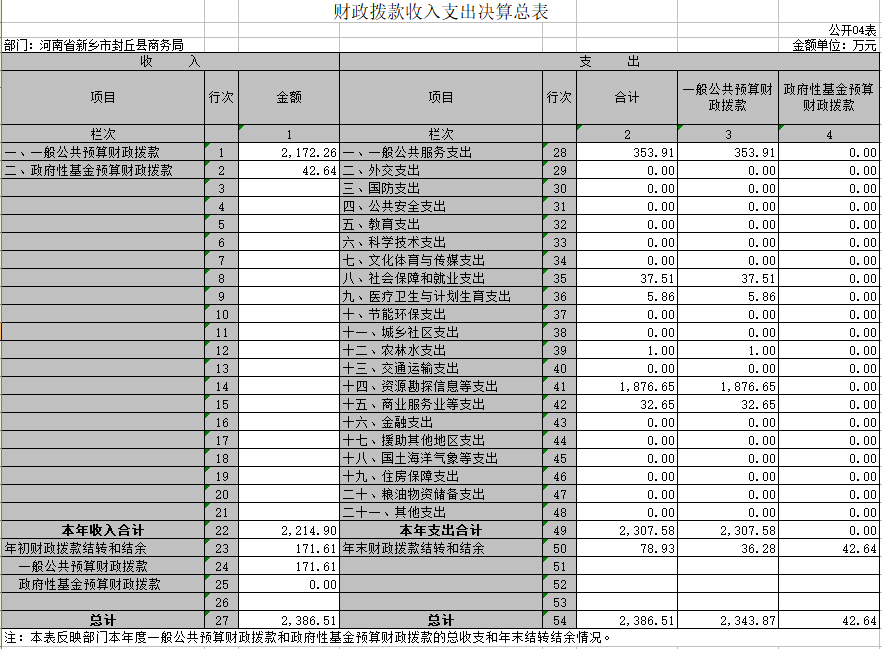 财政拨款收入支出决算总表
公开04表
部门：河南省新乡市封丘县商务局 金额单位：万元
收 入 支 出
项目 行次 金额 项目 行次 合计 一般公共预算财政拨款 政府性基金预算财政拨款
栏次 1 栏次 2 3 4
一、一般公共预算财政拨款 1 2,172.26 一、一般公共服务支出 28 353.91 353.91 0.00
二、政府性基金预算财政拨款 2 42.64 二、外交支出 29 0.00 0.00 0.00
3 三、国防支出 30 0.00 0.00 0.00
4 四、公共安全支出 31 0.00 0.00 0.00
5 五、教育支出 32 0.00 0.00 0.00
6 六、科学技术支出 33 0.00 0.00 0.00
7 七、文化体育与传媒支出 34 0.00 0.00 0.00
8 八、社会保障和就业支出 35 37.51 37.51 0.00
9 九、医疗卫生与计划生育支出 36 5.86 5.86 0.00
10 十、节能环保支出 37 0.00 0.00 0.00
11 十一、城乡社区支出 38 0.00 0.00 0.00
12 十二、农林水支出 39 1.00 1.00 0.00
13 十三、交通运输支出 40 0.00 0.00 0.00
14 十四、资源勘探信息等支出 41 1,876.65 1,876.65 0.00
15 十五、商业服务业等支出 42 32.65 32.65 0.00
16 十六、金融支出 43 0.00 0.00 0.00
17 十七、援助其他地区支出 44 0.00 0.00 0.00
18 十八、国土海洋气象等支出 45 0.00 0.00 0.00
19 十九、住房保障支出 46 0.00 0.00 0.00
20 二十、粮油物资储备支出 47 0.00 0.00 0.00
21 二十一、其他支出 48 0.00 0.00 0.00
本年收入合计 22 2,214.90 本年支出合计 49 2,307.58 2,307.58 0.00
年初财政拨款结转和结余 23 171.61 年末财政拨款结转和结余 50 78.93 36.28 42.64
一般公共预算财政拨款 24 171.61 51
政府性基金预算财政拨款 25 0.00 52
26 53
总计 27 2,386.51 总计 54 2,386.51 2,343.87 42.64
注：本表反映部门本年度一般公共预算财政拨款和政府性基金预算财政拨款的总收支和年末结转结余情况。